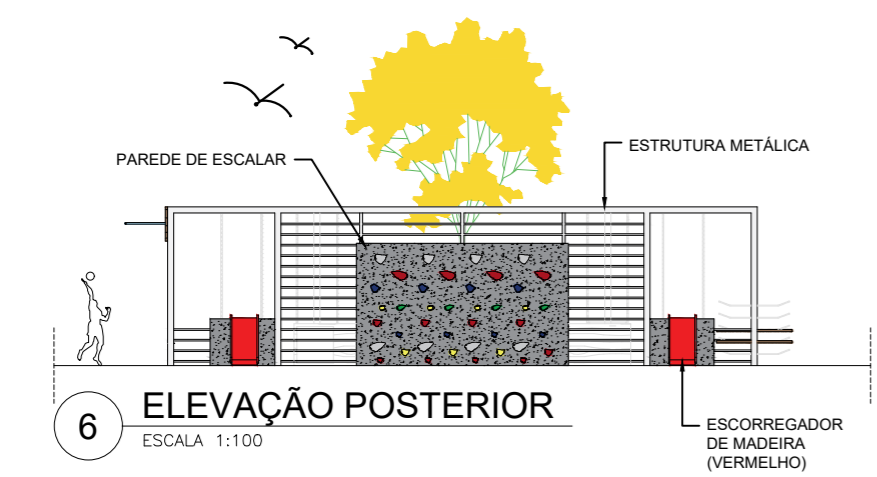 PAREDE DE ESCALAR
ESTRUTURA METÁLICA
6
ELEVAÇÃO POSTERIOR
ESCALA 1:100
ESCORREGADOR
DE MADEIRA
(VERMELHO)